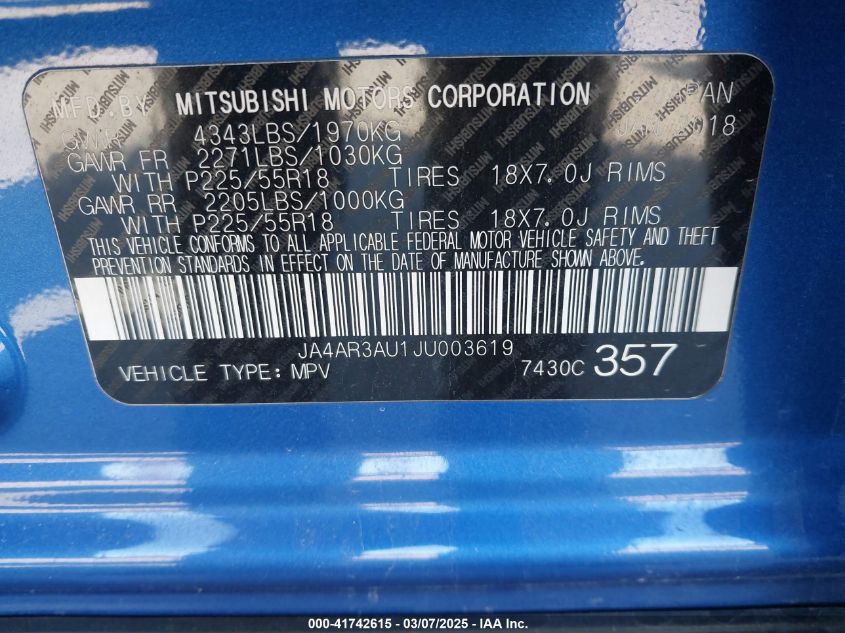 MFD. BY MITSUBISHI MOTORS CORPORATION JAPAN
GVWR 4343LBS/1970KG
GAWR FR 2271LBS/1030KG
WITH P225/55R18 TIRES 18X7.0J RIMS
GAWR RR 2205LBS/1000KG
WITH P225/55R18 TIRES 18X7.0J RIMS
THIS VEHICLE CONFORMS TO ALL APPLICABLE FEDERAL MOTOR VEHICLE SAFETY AND THEFT
PREVENTION STANDARDS IN EFFECT ON THE DATE OF MANUFACTURE SHOWN ABOVE.
JA4AR3AU1JU003619
VEHICLE TYPE: MPV 7430C 357
000-41742615 - 03/07/2025 - IAA Holdings, LLC.